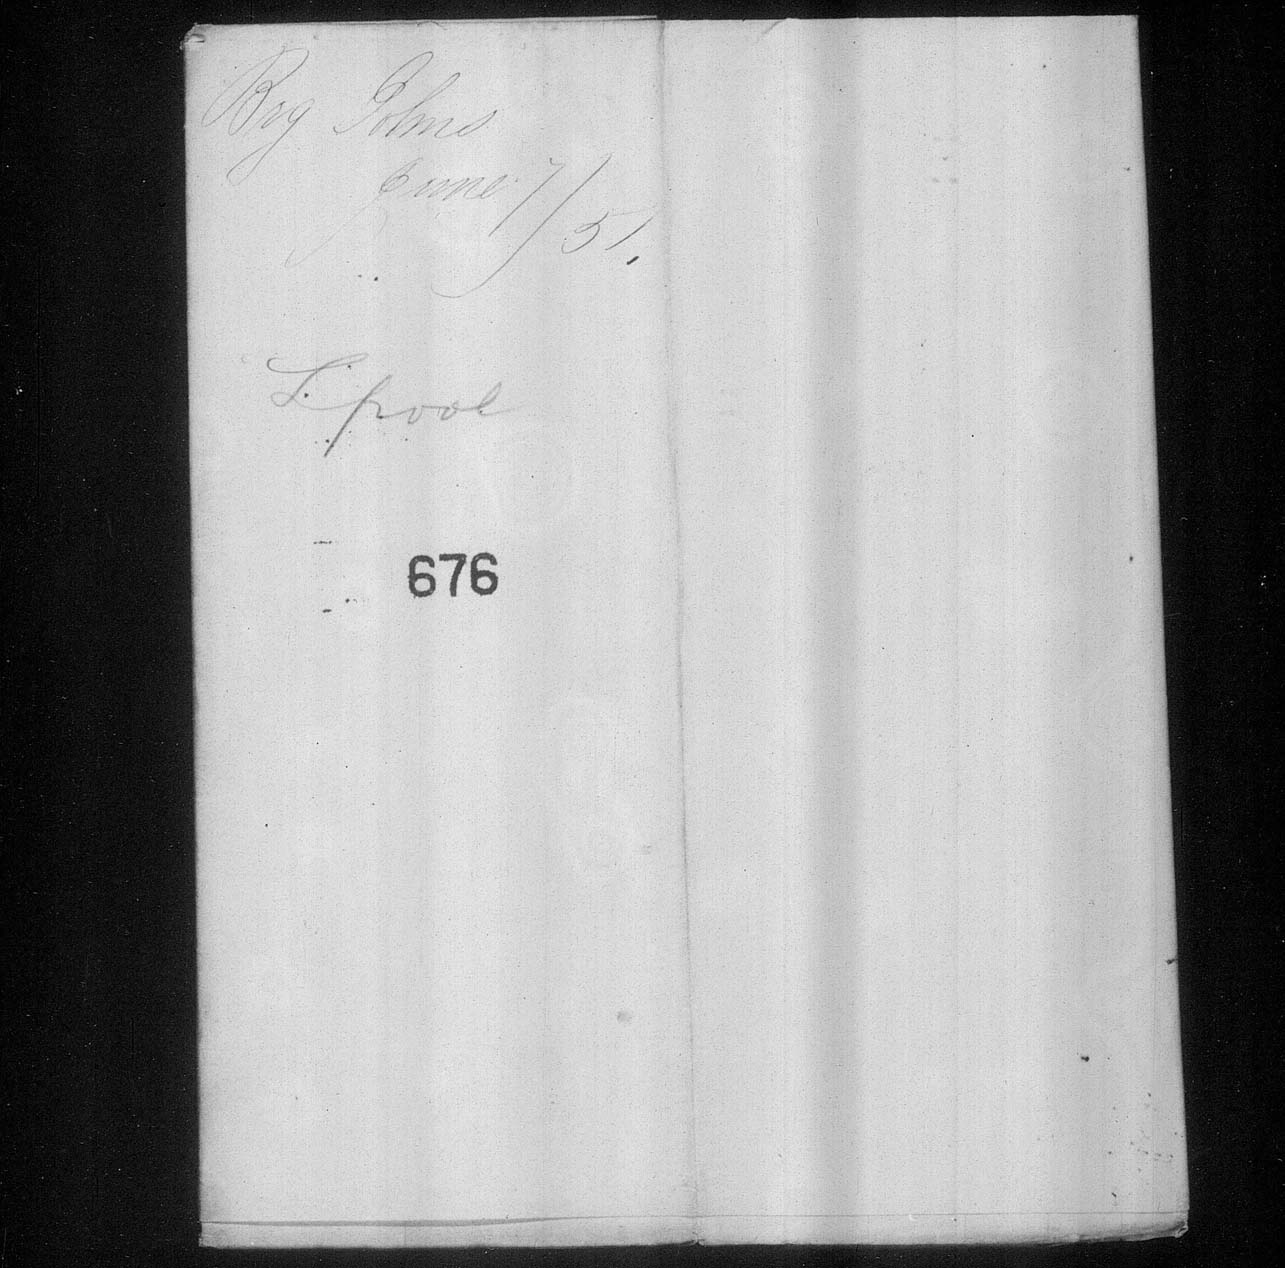 Brg Johns
June 7/51.
L. pool
676